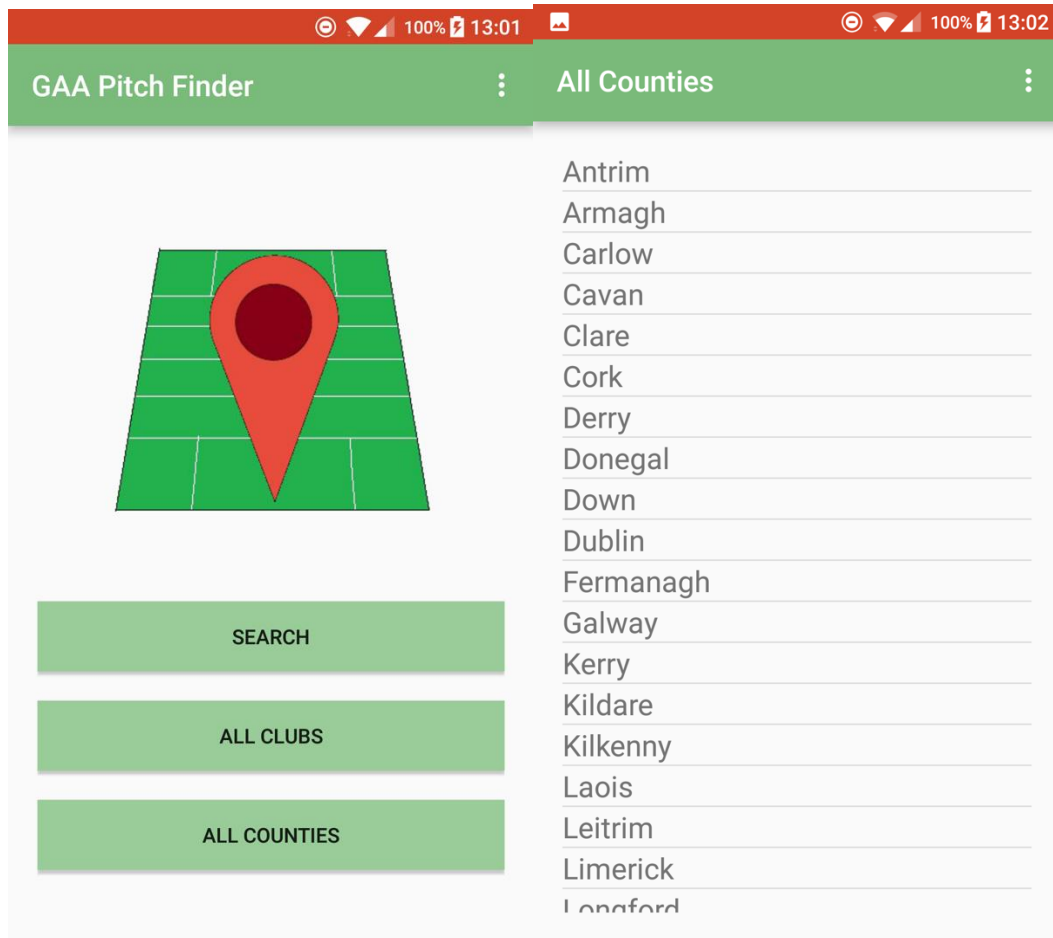 100% 13:01
GAA Pitch Finder
SEARCH
ALL CLUBS
ALL COUNTIES
100% 13:02
All Counties
Antrim
Armagh
Carlow
Cavan
Clare
Cork
Derry
Donegal
Down
Dublin
Fermanagh
Galway
Kerry
Kildare
Kilkenny
Laois
Leitrim
Limerick
Longford